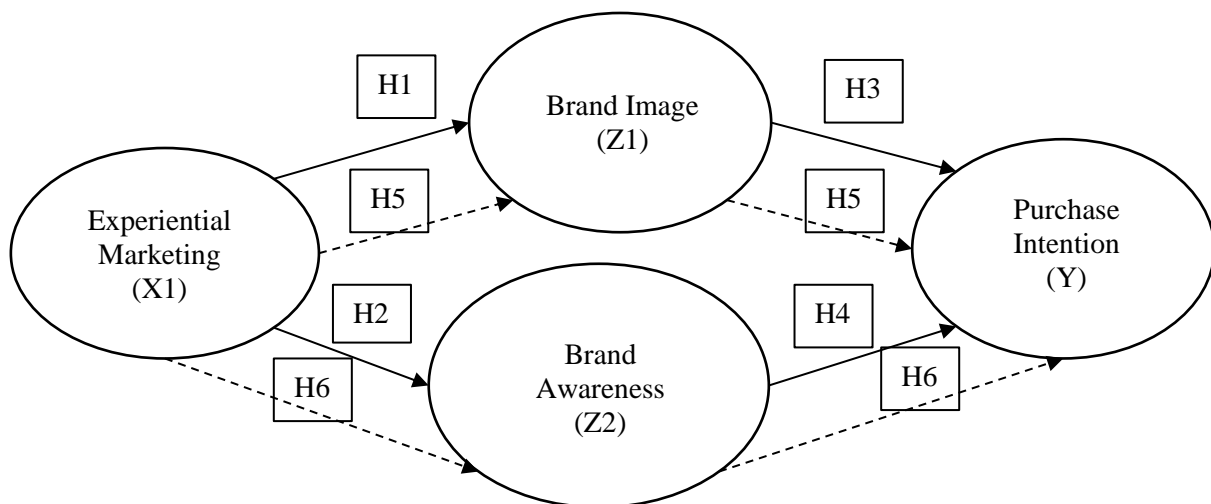 H1
Brand Image
(Z1)
H3
H5
H5
Experiential
Marketing
(X1)
Purchase
Intention
(Y)
H2
H4
Brand
Awareness
(Z2)
H6
H6